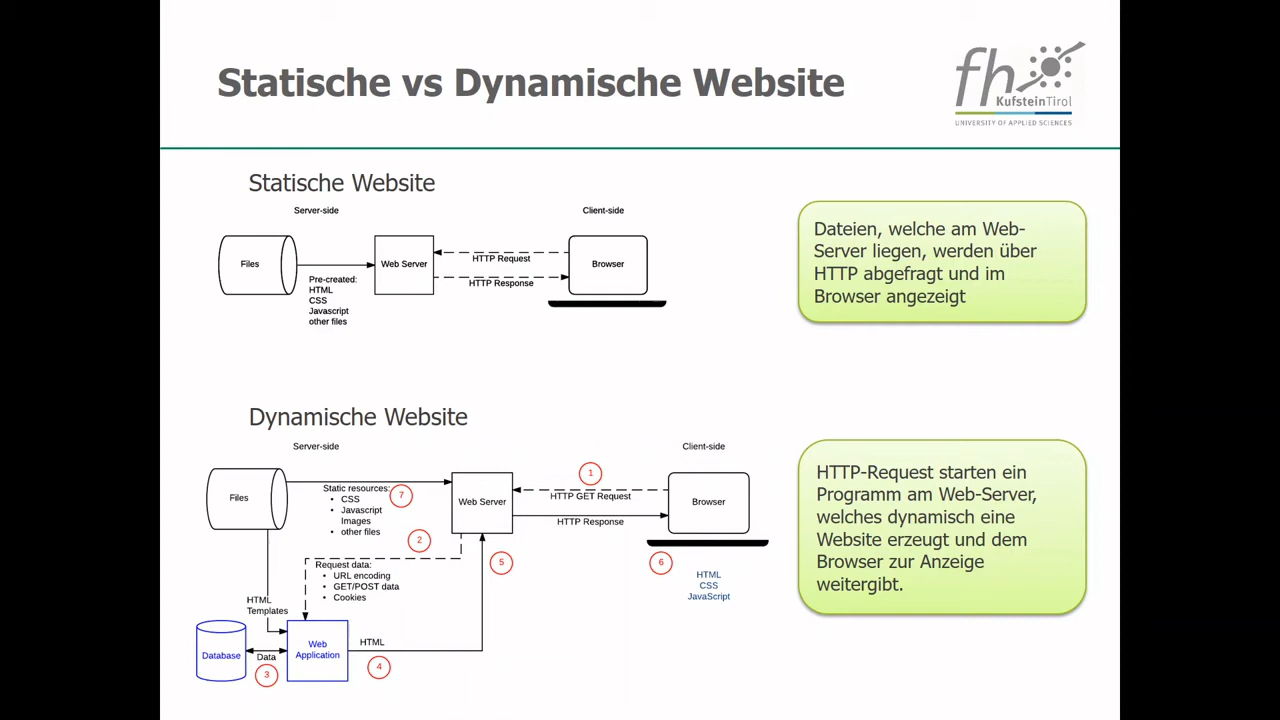 Statische vs Dynamische Website
fh
KufsteinTirol
UNIVERSITY OF APPLIED SCIENCES
Statische Website
Server-side
Client-side
Files
Pre-created:
HTML
CSS
Javascript
other files
Web Server
HTTP Request
HTTP Response
Browser
Dateien, welche am Web-
Server liegen, werden über
HTTP abgefragt und im
Browser angezeigt
Dynamische Website
Server-side
Client-side
Files
Static resources:
• CSS
• Javascript
Images
• other files
7
Web Server
1
HTTP GET Request
HTTP Response
Browser
2
Request data:
• URL encoding
• GET/POST data
• Cookies
5
6
HTML
CSS
JavaScript
HTML
Templates
Database
Data
3
Web
Application
HTML
4
HTTP-Request starten ein
Programm am Web-Server,
welches dynamisch eine
Website erzeugt und dem
Browser zur Anzeige
weitergibt.